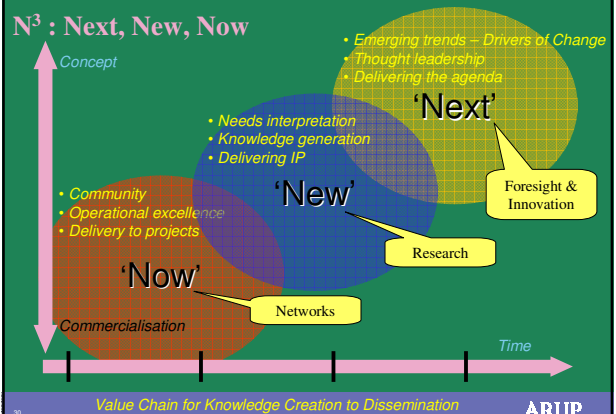 N³ : Next, New, Now
Concept
• Emerging trends – Drivers of Change
• Thought leadership
• Delivering the agenda
'Next'
Foresight &
Innovation
• Needs interpretation
• Knowledge generation
• Delivering IP
'New'
Research
• Community
• Operational excellence
• Delivery to projects
'Now'
Networks
Commercialisation
Time
Value Chain for Knowledge Creation to Dissemination
30
ARUP